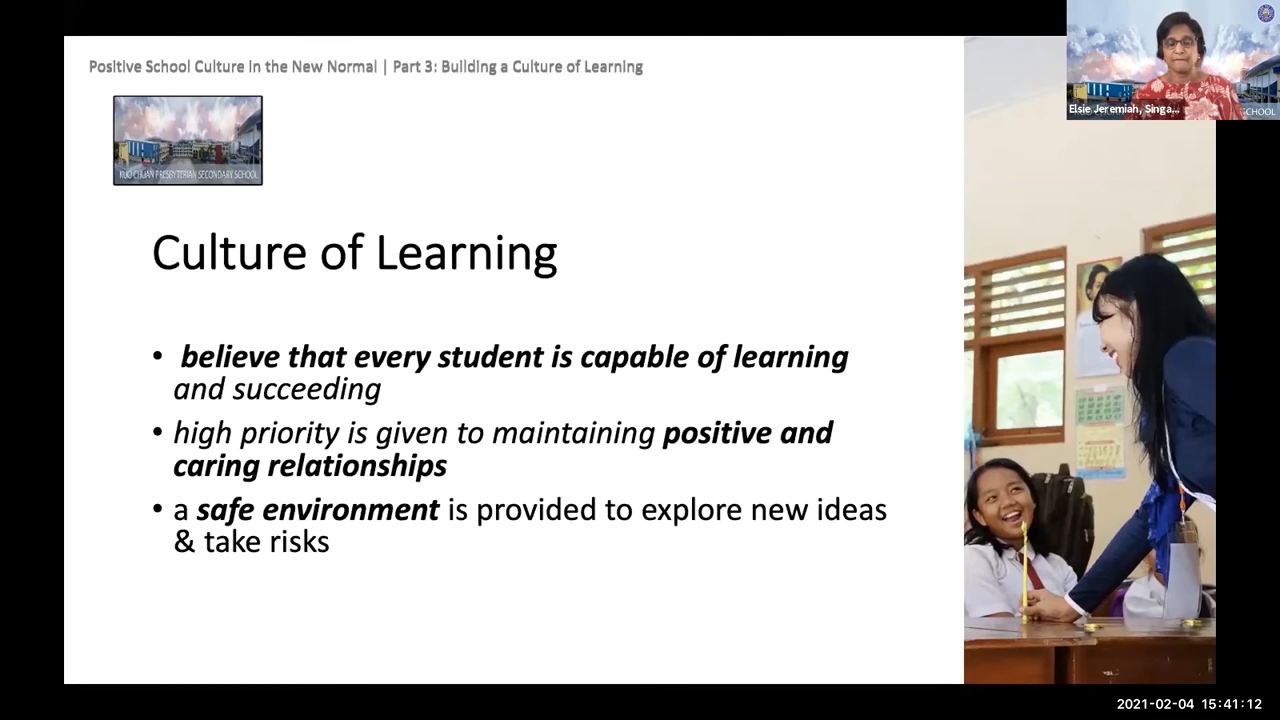 Positive School Culture in the New Normal | Part 3: Building a Culture of Learning
KUO CHUAN PRESBYTERIAN SECONDARY SCHOOL
Elsie Jeremiah, Singa...
SCHOOL
Culture of Learning
• believe that every student is capable of learning
and succeeding
• high priority is given to maintaining positive and
caring relationships
• a safe environment is provided to explore new ideas
& take risks
2021-02-04 15:41:12